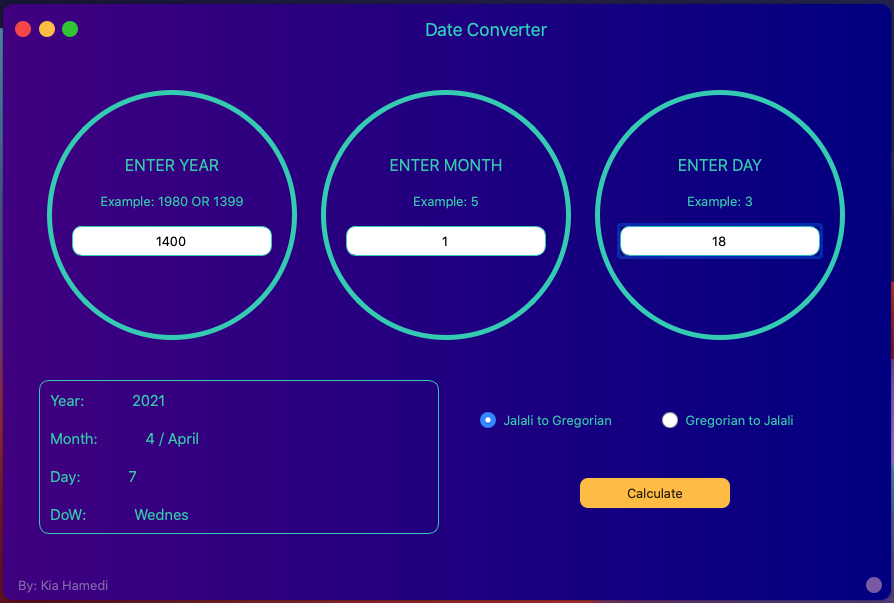 Date Converter
ENTER YEAR
Example: 1980 OR 1399
1400
ENTER MONTH
Example: 5
1
ENTER DAY
Example: 3
18
Year: 2021
Month: 4 / April
Day: 7
DoW: Wednes
Jalali to Gregorian
Gregorian to Jalali
Calculate
By: Kia Hamedi